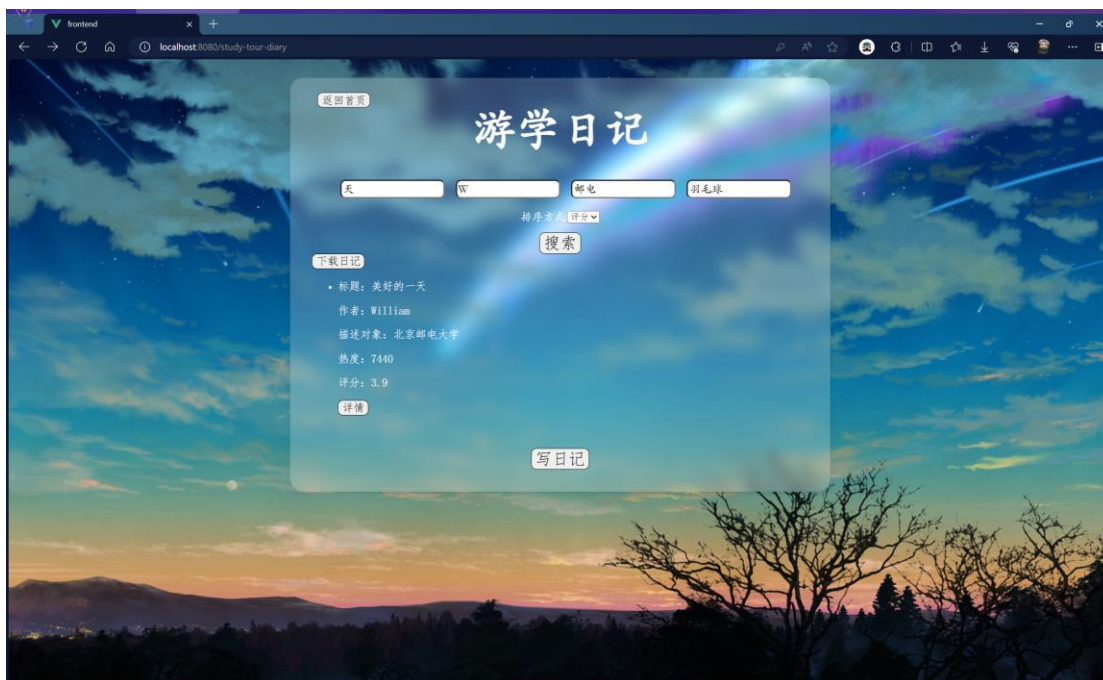 frontend
localhost:8080/study-tour-diary
返回首页
游学日记
天 W 邮电 羽毛球
排序方式 评分
搜索
下载日记
标题：美好的一天
作者：William
描述对象：北京邮电大学
热度：7440
评分：3.9
详情
写日记